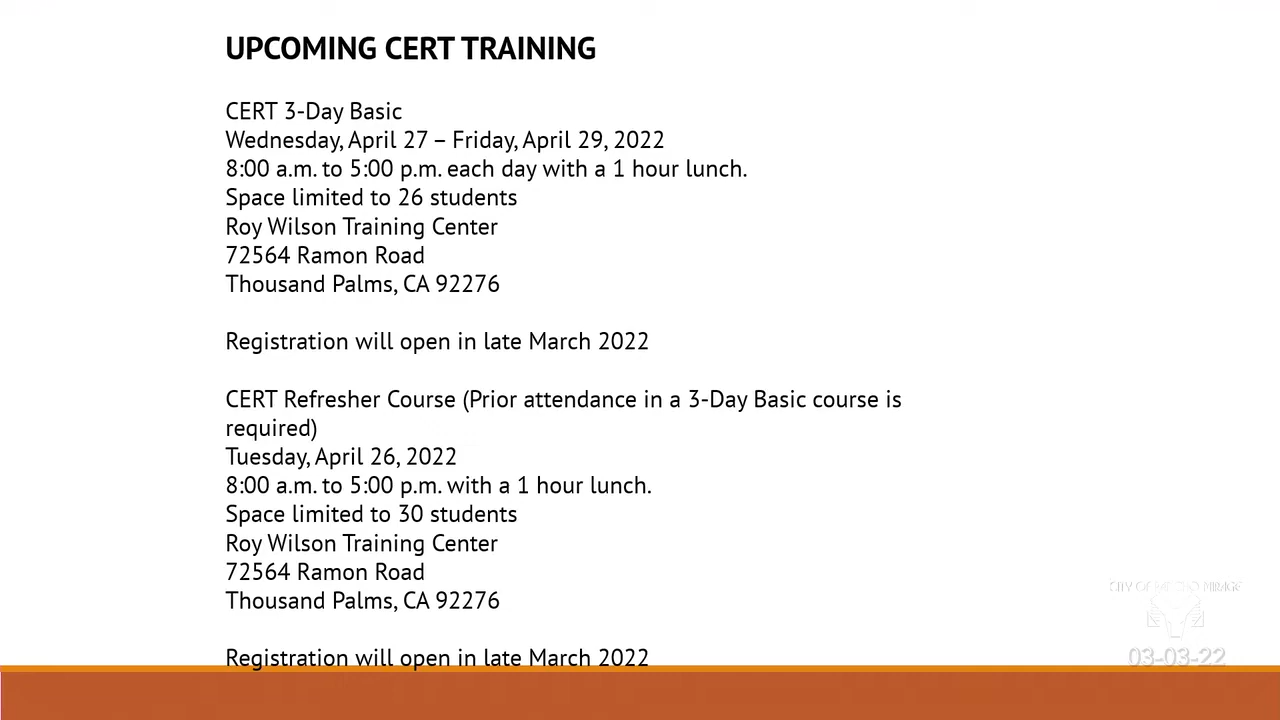 UPCOMING CERT TRAINING
CERT 3-Day Basic
Wednesday, April 27 – Friday, April 29, 2022
8:00 a.m. to 5:00 p.m. each day with a 1 hour lunch.
Space limited to 26 students
Roy Wilson Training Center
72564 Ramon Road
Thousand Palms, CA 92276
Registration will open in late March 2022
CERT Refresher Course (Prior attendance in a 3-Day Basic course is
required)
Tuesday, April 26, 2022
8:00 a.m. to 5:00 p.m. with a 1 hour lunch.
Space limited to 30 students
Roy Wilson Training Center
72564 Ramon Road
Thousand Palms, CA 92276
Registration will open in late March 2022
CITY OF RANCHO MIRAGE
03-03-22